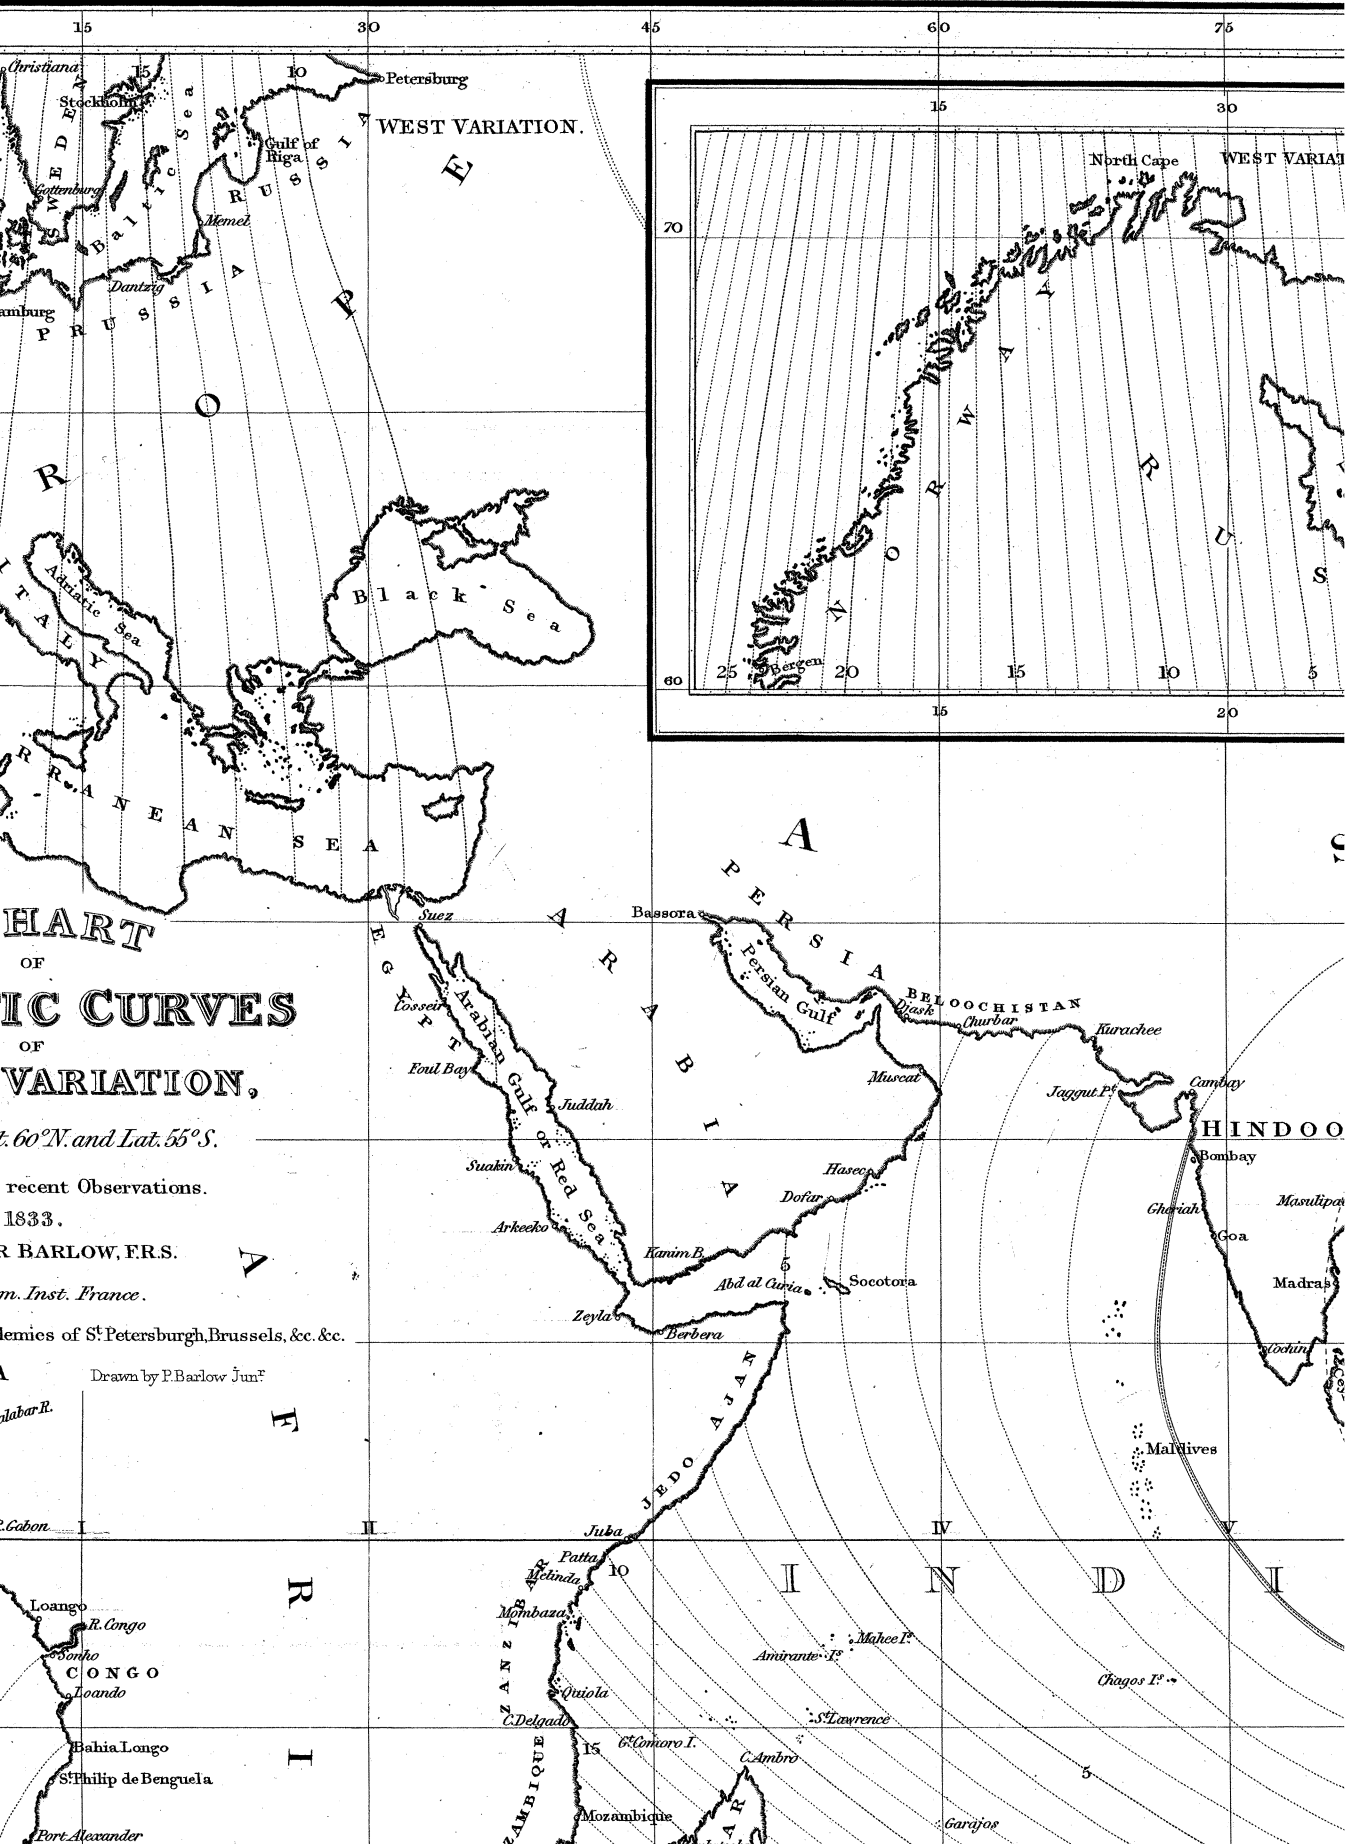 15 30 45 60 75
Christiana
15
10
Petersburg
Stockholm
WEST VARIATION.
SWEDEN
Baltic Sea
Gulf of
Riga
RUSSIA
Gottenburg
Memel
Dantzig
amburg
PRUSSIA
E
P
O
R
15 30
North Cape
WEST VARIAT
70
NORWAY
R
U
S
Bergen
25 20 15 10 5
60
15 20
ITALY
Adriatic Sea
Black Sea
RRANEAN SEA
A
S
HART
OF
IC CURVES
OF
VARIATION,
t. 60° N. and Lat. 55° S.
recent Observations.
1833.
R BARLOW, F.R.S.
m. Inst. France.
demics of St. Petersburgh, Brussels, &c. &c.
Drawn by P. Barlow Junr.
Suez
EGYPT
Cosseir
Foul Bay
Arabian Gulf or Red Sea
Juddah
Suakin
Arkeeko
ARABIA
Bassora
PERSIA
Persian Gulf
BELOOCHISTAN
Djask
Churbar
Kurachee
Muscat
Jaggut Pt.
Cambay
HINDOO
Bombay
Hasec
Dofar
Gheriah
Masulipa
Goa
Kanim B.
5
Abd al Curia
Socotora
Madras
Zeyla
Berbera
Cochin
JEDO AJAN
Maldives
A
F
R
I
alabar R.
R. Gabon
I II IV V
Juba
Patta
Melinda
10
INDI
Mombaza
ZANZIBAR
Loango
R. Congo
Sonho
CONGO
Loando
Mahee Is.
Amirante Is.
Chagos Is.
Quiola
C. Delgado
St. Lawrence
Bahia Longo
15
Gt. Comoro I.
C. Ambro
St. Philip de Benguela
5
ZAMBIQUE
Mozambique
AR
Garajos
Port Alexander